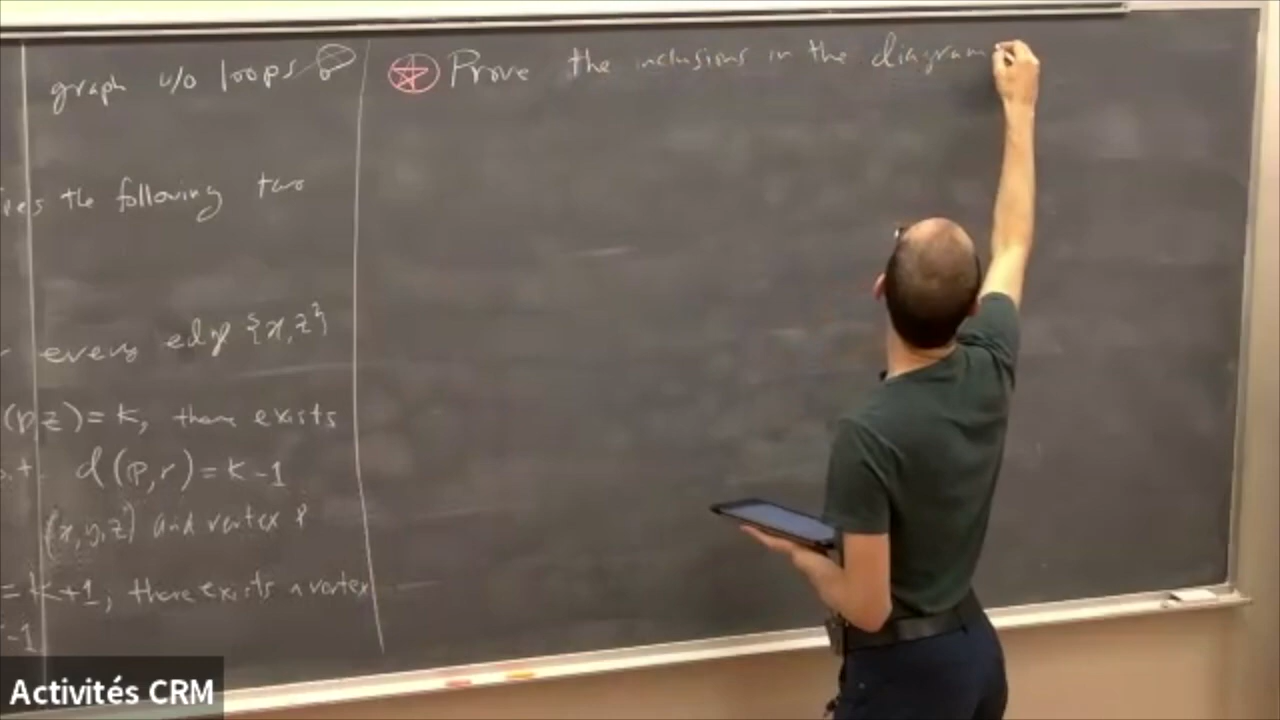 graph w/o loops
the following two
every edge {x,z}
(p,z)=k, there exists
s.t. d(p,r)=k-1
(x,y,z) and vertex p
=k+1, there exists a vertex
-1
Prove the inclusions in the diagram
Activités CRM